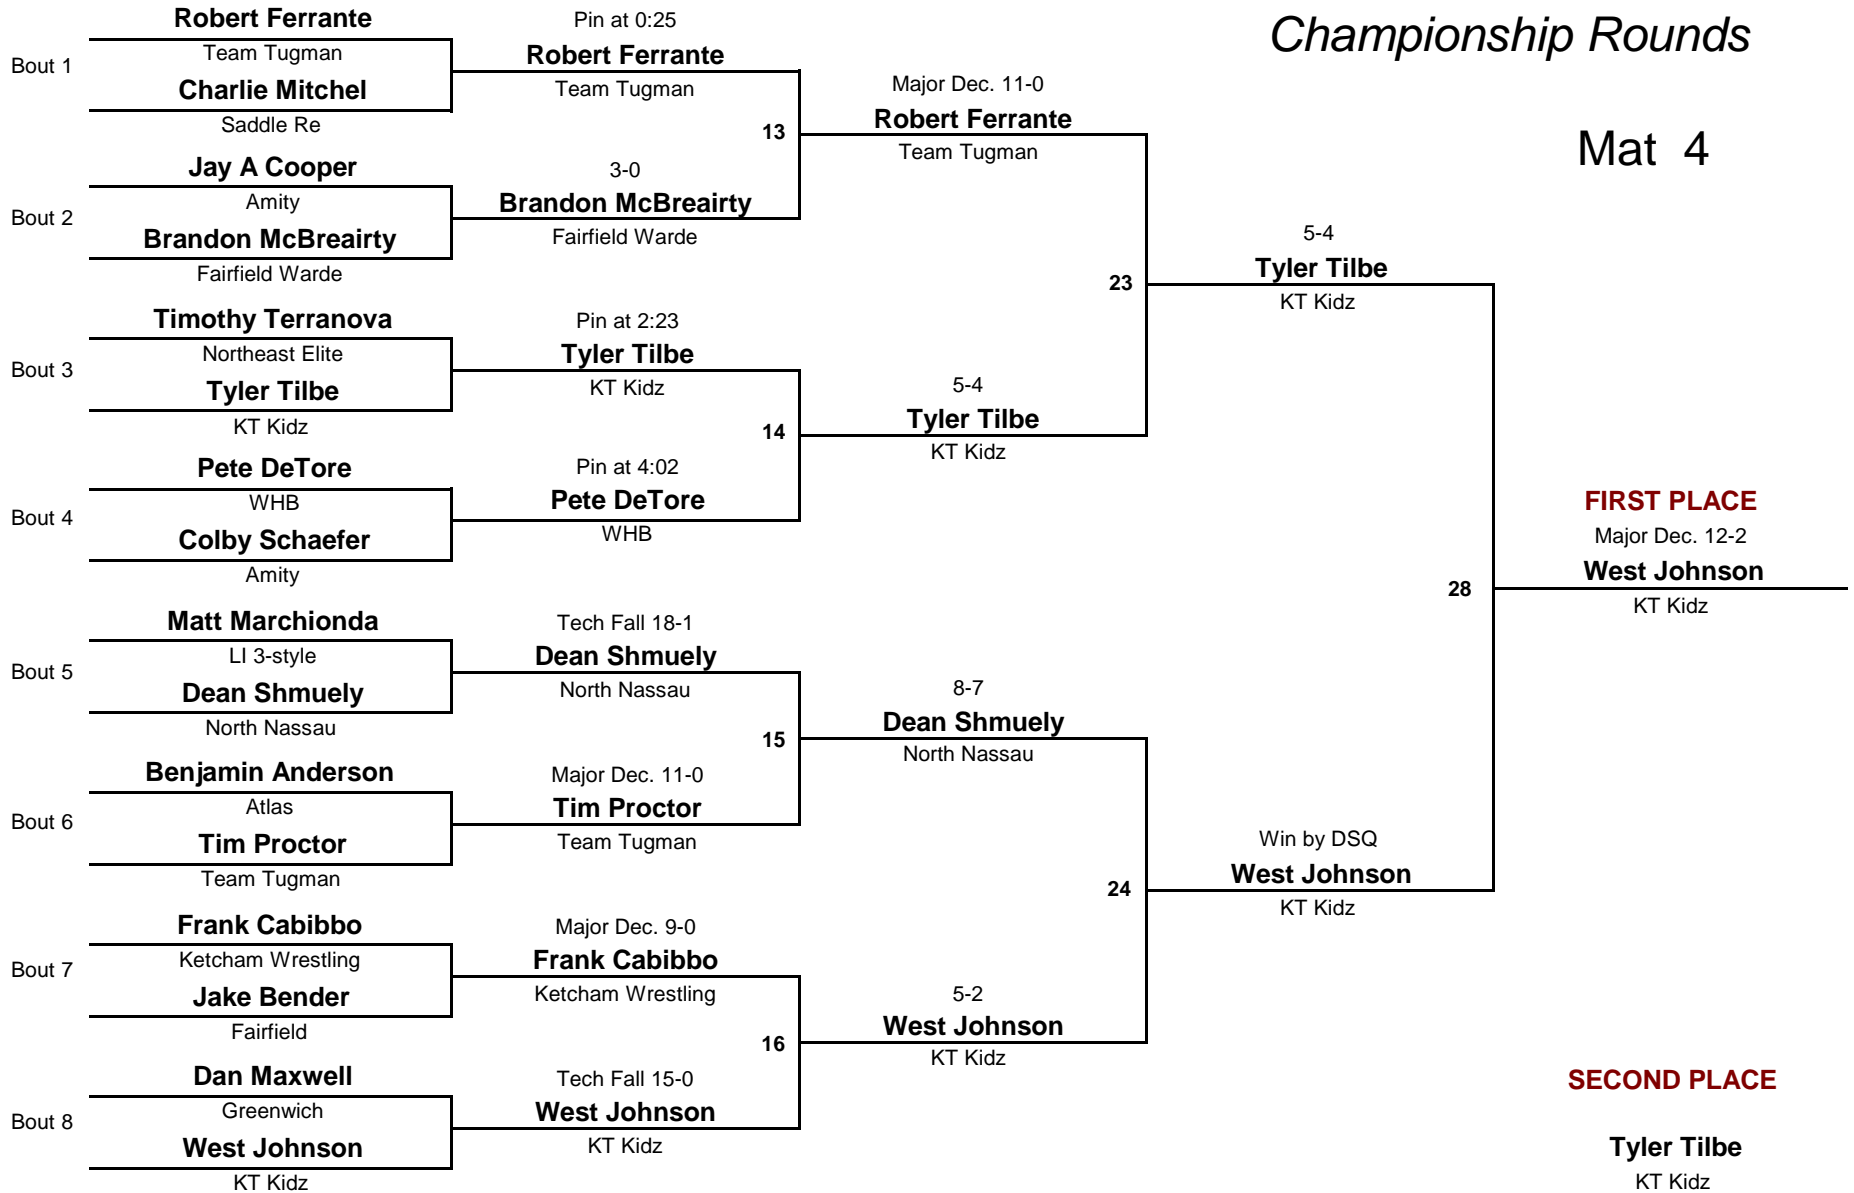 Championship Rounds
Mat 4
Bout 1
Robert Ferrante
Team Tugman
Charlie Mitchel
Saddle Re
Bout 2
Jay A Cooper
Amity
Brandon McBreairty
Fairfield Warde
Bout 3
Timothy Terranova
Northeast Elite
Tyler Tilbe
KT Kidz
Bout 4
Pete DeTore
WHB
Colby Schaefer
Amity
Bout 5
Matt Marchionda
LI 3-style
Dean Shmuely
North Nassau
Bout 6
Benjamin Anderson
Atlas
Tim Proctor
Team Tugman
Bout 7
Frank Cabibbo
Ketcham Wrestling
Jake Bender
Fairfield
Bout 8
Dan Maxwell
Greenwich
West Johnson
KT Kidz
Pin at 0:25
Robert Ferrante
Team Tugman
13
3-0
Brandon McBreairty
Fairfield Warde
Pin at 2:23
Tyler Tilbe
KT Kidz
14
Pin at 4:02
Pete DeTore
WHB
Tech Fall 18-1
Dean Shmuely
North Nassau
15
Major Dec. 11-0
Tim Proctor
Team Tugman
Major Dec. 9-0
Frank Cabibbo
Ketcham Wrestling
16
Tech Fall 15-0
West Johnson
KT Kidz
Major Dec. 11-0
Robert Ferrante
Team Tugman
23
5-4
Tyler Tilbe
KT Kidz
8-7
Dean Shmuely
North Nassau
24
5-2
West Johnson
KT Kidz
5-4
Tyler Tilbe
KT Kidz
28
Win by DSQ
West Johnson
KT Kidz
FIRST PLACE
Major Dec. 12-2
West Johnson
KT Kidz
SECOND PLACE
Tyler Tilbe
KT Kidz